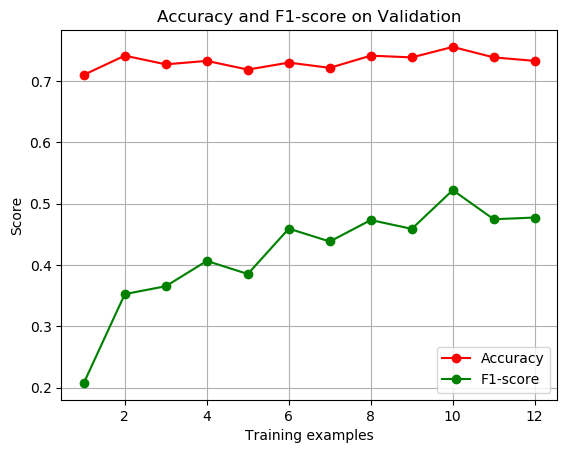 Accuracy and F1-score on Validation
0.7
0.6
0.5
0.4
0.3
0.2
Score
2 4 6 8 10 12
Training examples
Accuracy
F1-score